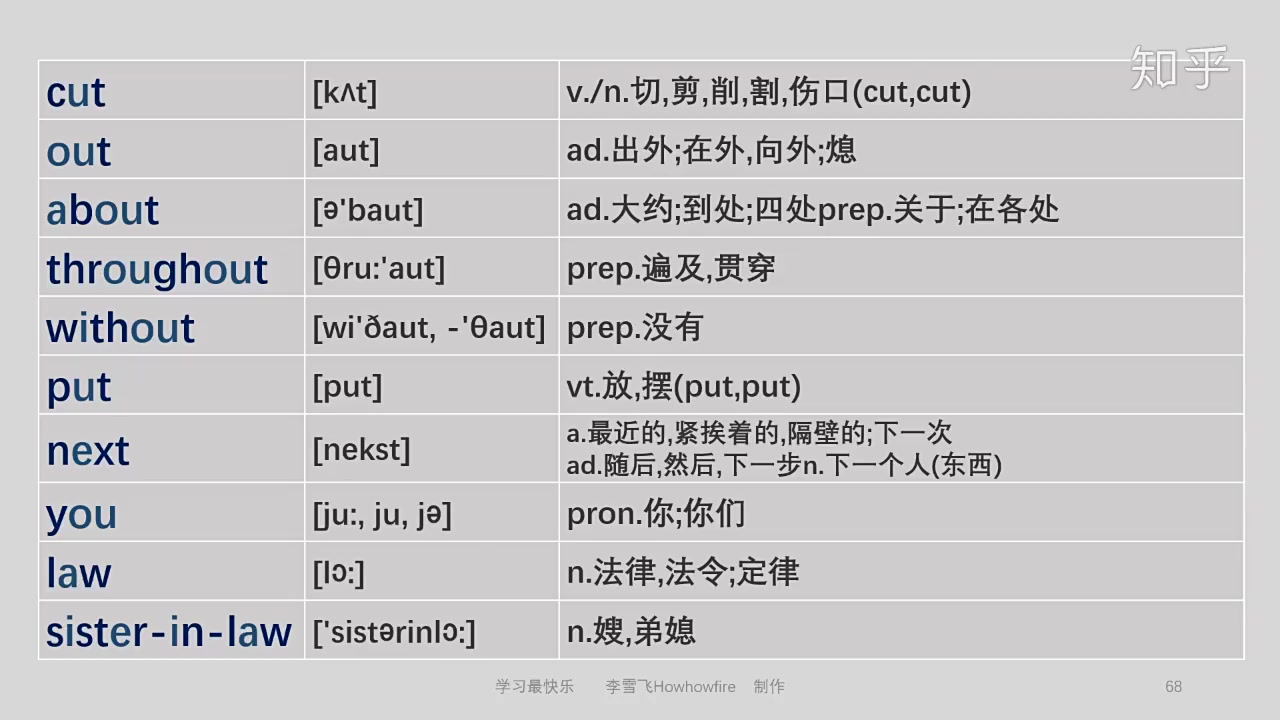 知乎
cut [kʌt] v./n.切,剪,削,割,伤口(cut,cut)
out [aut] ad.出外;在外,向外;熄
about [ə'baut] ad.大约;到处;四处prep.关于;在各处
throughout [θru:'aut] prep.遍及,贯穿
without [wi'ðaut, -'θaut] prep.没有
put [put] vt.放,摆(put,put)
next [nekst] a.最近的,紧挨着的,隔壁的;下一次
ad.随后,然后,下一步n.下一个人(东西)
you [ju:, ju, jə] pron.你;你们
law [lɔ:] n.法律,法令;定律
sister-in-law ['sistərinlɔ:] n.嫂,弟媳
学习最快乐 李雪飞Howhowfire 制作 68